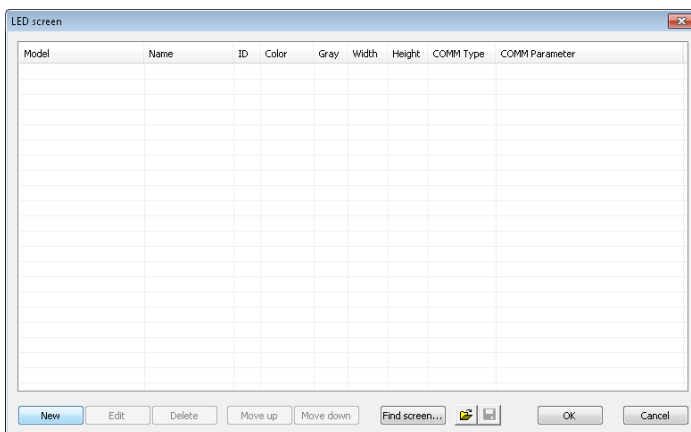 LED screen
Model Name ID Color Gray Width Height COMM Type COMM Parameter
New Edit Delete Move up Move down Find screen... OK Cancel